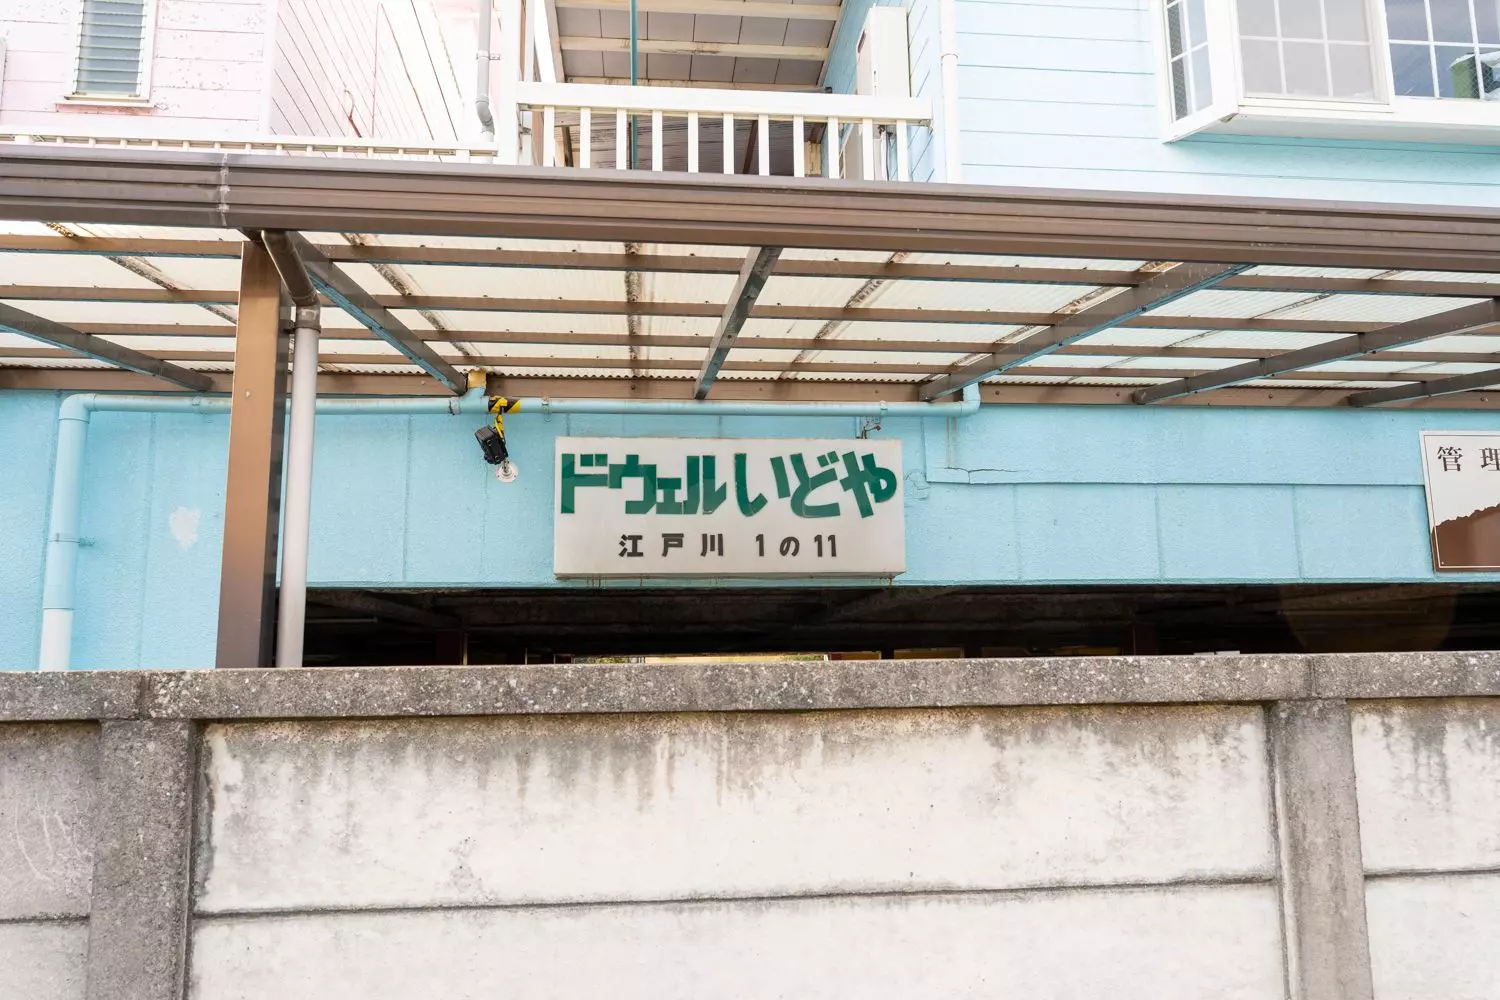 ドウェルいどや
江戸川 1の11
管理